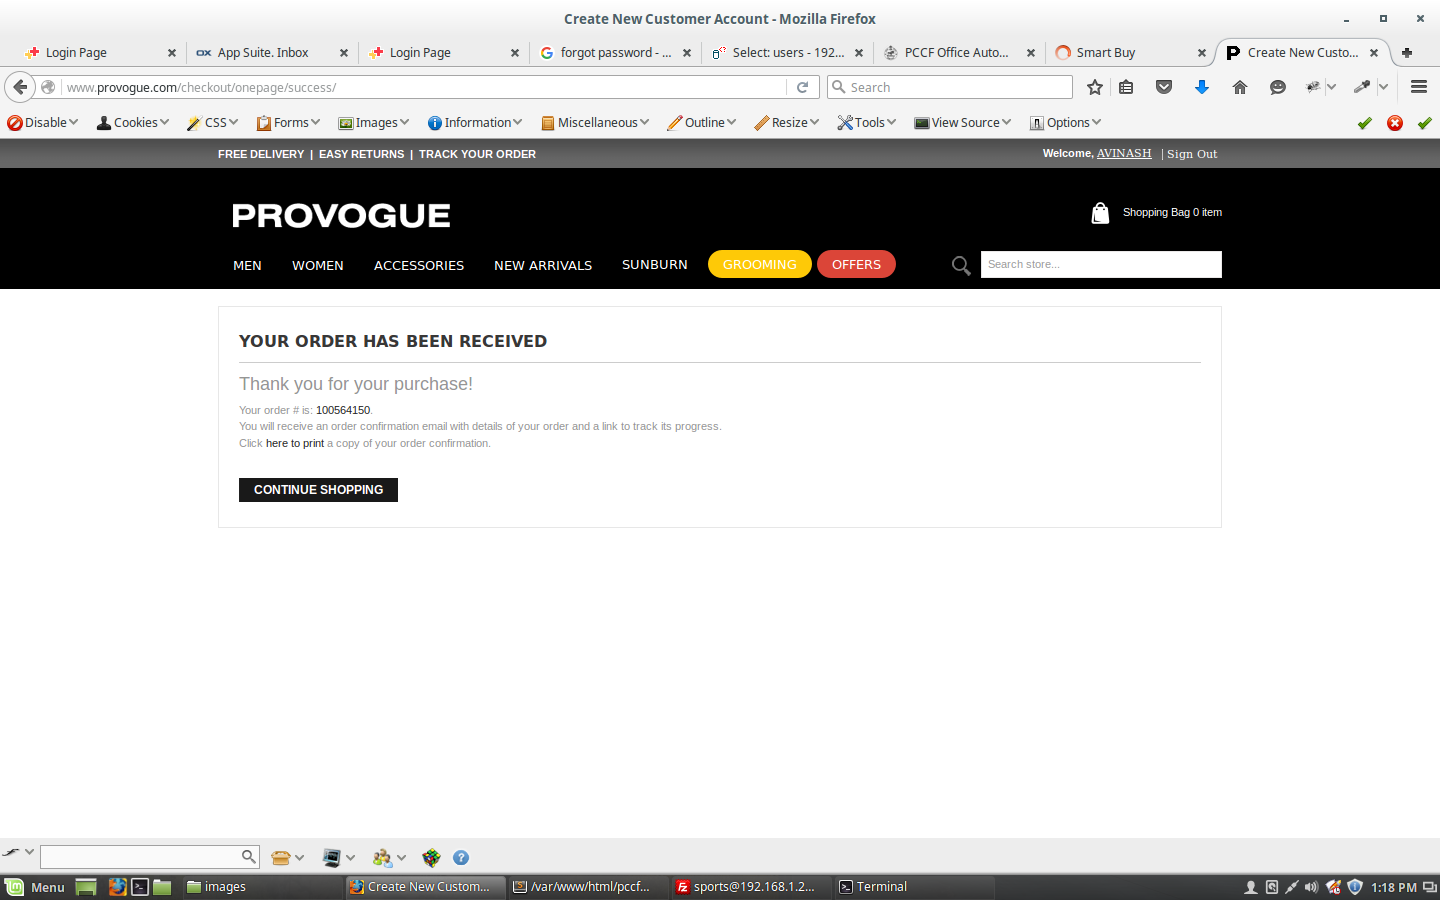 Create New Customer Account - Mozilla Firefox
Login Page
App Suite. Inbox
Login Page
forgot password - ...
Select: users - 192...
PCCF Office Auto...
Smart Buy
Create New Custo...
www.provogue.com/checkout/onepage/success/
Search
Disable Cookies CSS Forms Images Information Miscellaneous Outline Resize Tools View Source Options
FREE DELIVERY | EASY RETURNS | TRACK YOUR ORDER
Welcome, AVINASH | Sign Out
PROVOGUE
Shopping Bag 0 item
MEN WOMEN ACCESSORIES NEW ARRIVALS SUNBURN GROOMING OFFERS
Search store...
YOUR ORDER HAS BEEN RECEIVED
Thank you for your purchase!
Your order # is: 100564150.
You will receive an order confirmation email with details of your order and a link to track its progress.
Click here to print a copy of your order confirmation.
CONTINUE SHOPPING
Menu
images
Create New Custom...
/var/www/html/pccf...
sports@192.168.1.2...
Terminal
1:18 PM